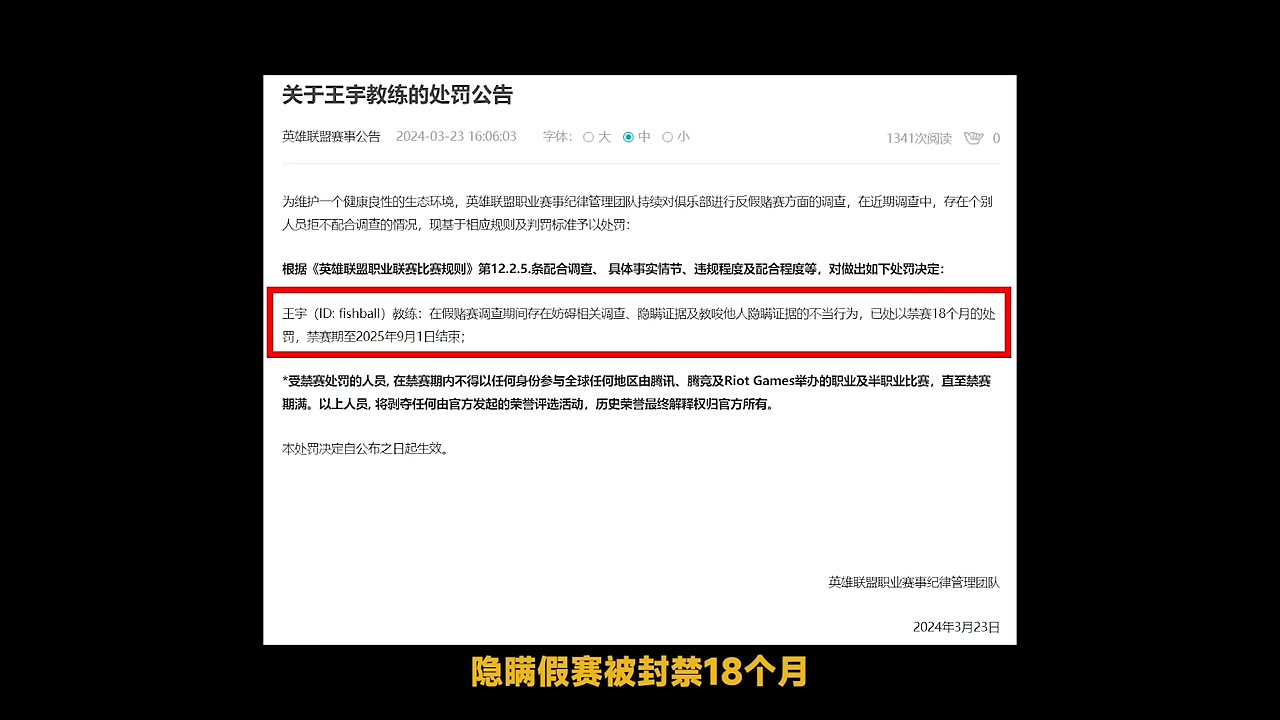 关于王宇教练的处罚公告
英雄联盟赛事公告 2024-03-23 16:06:03 字体: 大 中 小 1341次阅读 0
为维护一个健康良性的生态环境，英雄联盟职业赛事纪律管理团队持续对俱乐部进行反假赌赛方面的调查，在近期调查中，存在个别
人员拒不配合调查的情况，现基于相应规则及判罚标准予以处罚：
根据《英雄联盟职业联赛比赛规则》第12.2.5.条配合调查、 具体事实情节、违规程度及配合程度等，对做出如下处罚决定：
王宇（ID: fishball）教练：在假赌赛调查期间存在妨碍相关调查、隐瞒证据及教唆他人隐瞒证据的不当行为，已处以禁赛18个月的处
罚，禁赛期至2025年9月1日结束；
*受禁赛处罚的人员, 在禁赛期内不得以任何身份参与全球任何地区由腾讯、腾竞及Riot Games举办的职业及半职业比赛，直至禁赛
期满。以上人员, 将剥夺任何由官方发起的荣誉评选活动，历史荣誉最终解释权归官方所有。
本处罚决定自公布之日起生效。
英雄联盟职业赛事纪律管理团队
2024年3月23日
隐瞒假赛被封禁18个月